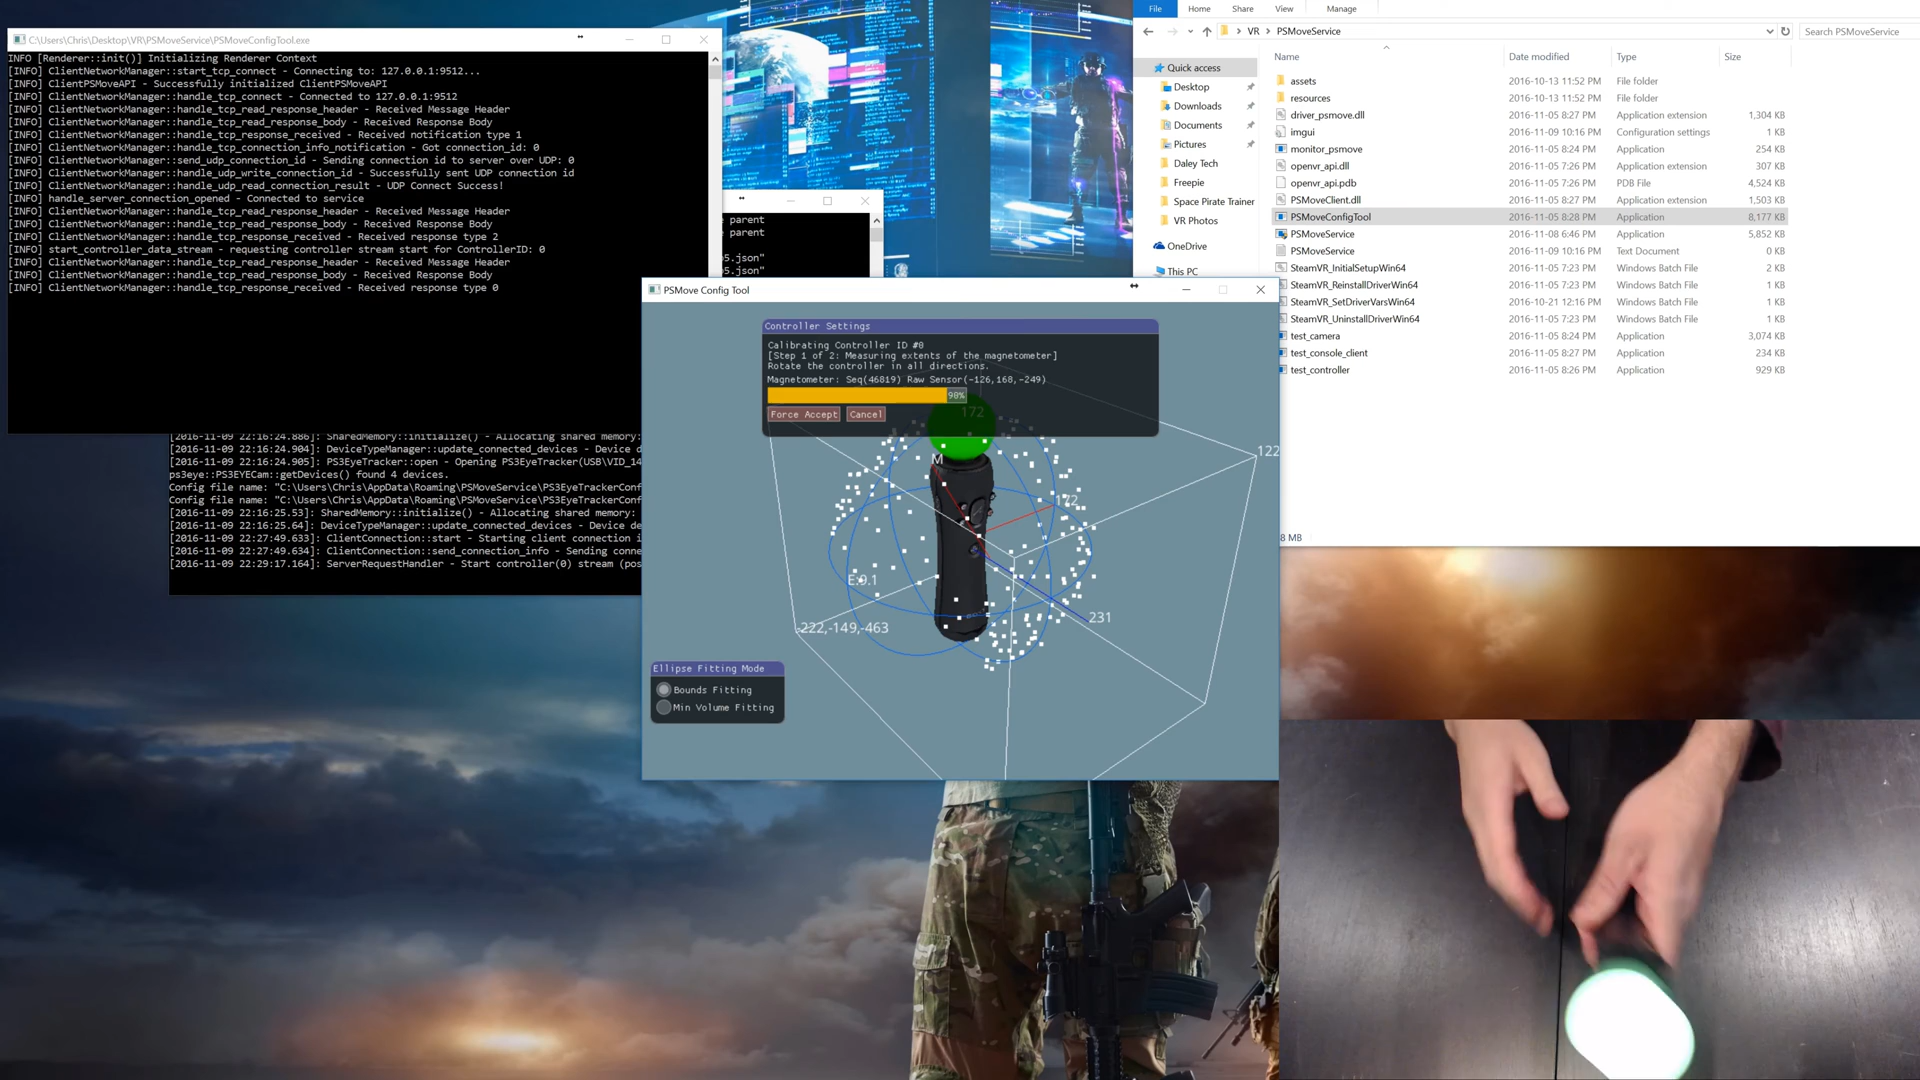 C:\Users\Chris\Desktop\VR\PSMoveService\PSMoveConfigTool.exe
INFO [Renderer::init()] Initializing Renderer Context
[INFO] ClientNetworkManager::start_tcp_connect - Connecting to: 127.0.0.1:9512...
[INFO] ClientPSMoveAPI - Successfully initialized ClientPSMoveAPI
[INFO] ClientNetworkManager::handle_tcp_connect - Connected to 127.0.0.1:9512
[INFO] ClientNetworkManager::handle_tcp_read_response_header - Received Message Header
[INFO] ClientNetworkManager::handle_tcp_read_response_body - Received Response Body
[INFO] ClientNetworkManager::handle_tcp_response_received - Received notification type 1
[INFO] ClientNetworkManager::handle_tcp_connection_info_notification - Got connection_id: 0
[INFO] ClientNetworkManager::send_udp_connection_id - Sending connection id to server over UDP: 0
[INFO] ClientNetworkManager::handle_udp_write_connection_id - Successfully sent UDP connection id
[INFO] ClientNetworkManager::handle_udp_read_connection_result - UDP Connect Success!
[INFO] handle_server_connection_opened - Connected to service
[INFO] ClientNetworkManager::handle_tcp_read_response_header - Received Message Header
[INFO] ClientNetworkManager::handle_tcp_read_response_body - Received Response Body
[INFO] ClientNetworkManager::handle_tcp_response_received - Received response type 2
[INFO] start_controller_data_stream - requesting controller stream start for ControllerID: 0
[INFO] ClientNetworkManager::handle_tcp_read_response_header - Received Message Header
[INFO] ClientNetworkManager::handle_tcp_read_response_body - Received Response Body
[INFO] ClientNetworkManager::handle_tcp_response_received - Received response type 0
e parent
e parent
05.json"
05.json"
[2016-11-09 22:16:24.886]: SharedMemory::initialize() - Allocating shared memory:
[2016-11-09 22:16:24.904]: DeviceTypeManager::update_connected_devices - Device d
[2016-11-09 22:16:24.905]: PS3EyeTracker::open - Opening PS3EyeTracker(USB\VID_14
ps3eye::PS3EYECam::getDevices() found 4 devices.
Config file name: "C:\Users\Chris\AppData\Roaming\PSMoveService\PS3EyeTrackerConf
Config file name: "C:\Users\Chris\AppData\Roaming\PSMoveService\PS3EyeTrackerConf
[2016-11-09 22:16:25.53]: SharedMemory::initialize() - Allocating shared memory:
[2016-11-09 22:16:25.64]: DeviceTypeManager::update_connected_devices - Device de
[2016-11-09 22:27:49.633]: ClientConnection::start - Starting client connection i
[2016-11-09 22:27:49.634]: ClientConnection::send_connection_info - Sending conne
[2016-11-09 22:29:17.164]: ServerRequestHandler - Start controller(0) stream (pos
PSMove Config Tool
Controller Settings
Calibrating Controller ID #0
[Step 1 of 2: Measuring extents of the magnetometer]
Rotate the controller in all directions.
Magnetometer: Seq(46819) Raw Sensor(-126,168,-249)
90%
Force Accept Cancel
172
122
M
172
E:9.1
231
-222,-149,-463
Ellipse Fitting Mode
Bounds Fitting
Min Volume Fitting
File Home Share View Manage
VR PSMoveService Search PSMoveService
Name Date modified Type Size
Quick access
Desktop
Downloads
Documents
Pictures
Daley Tech
Freepie
Space Pirate Trainer
VR Photos
OneDrive
This PC
assets 2016-10-13 11:52 PM File folder
resources 2016-10-13 11:52 PM File folder
driver_psmove.dll 2016-11-05 8:27 PM Application extension 1,304 KB
imgui 2016-11-09 10:16 PM Configuration settings 1 KB
monitor_psmove 2016-11-05 8:24 PM Application 254 KB
openvr_api.dll 2016-11-05 7:26 PM Application extension 307 KB
openvr_api.pdb 2016-11-05 7:26 PM PDB File 4,524 KB
PSMoveClient.dll 2016-11-05 8:27 PM Application extension 1,503 KB
PSMoveConfigTool 2016-11-05 8:28 PM Application 8,177 KB
PSMoveService 2016-11-08 6:46 PM Application 5,852 KB
PSMoveService 2016-11-09 10:16 PM Text Document 0 KB
SteamVR_InitialSetupWin64 2016-11-05 7:23 PM Windows Batch File 2 KB
SteamVR_ReinstallDriverWin64 2016-11-05 7:23 PM Windows Batch File 1 KB
SteamVR_SetDriverVarsWin64 2016-10-21 12:16 PM Windows Batch File 1 KB
SteamVR_UninstallDriverWin64 2016-11-05 7:23 PM Windows Batch File 1 KB
test_camera 2016-11-05 8:24 PM Application 3,074 KB
test_console_client 2016-11-05 8:27 PM Application 234 KB
test_controller 2016-11-05 8:26 PM Application 929 KB
8 MB